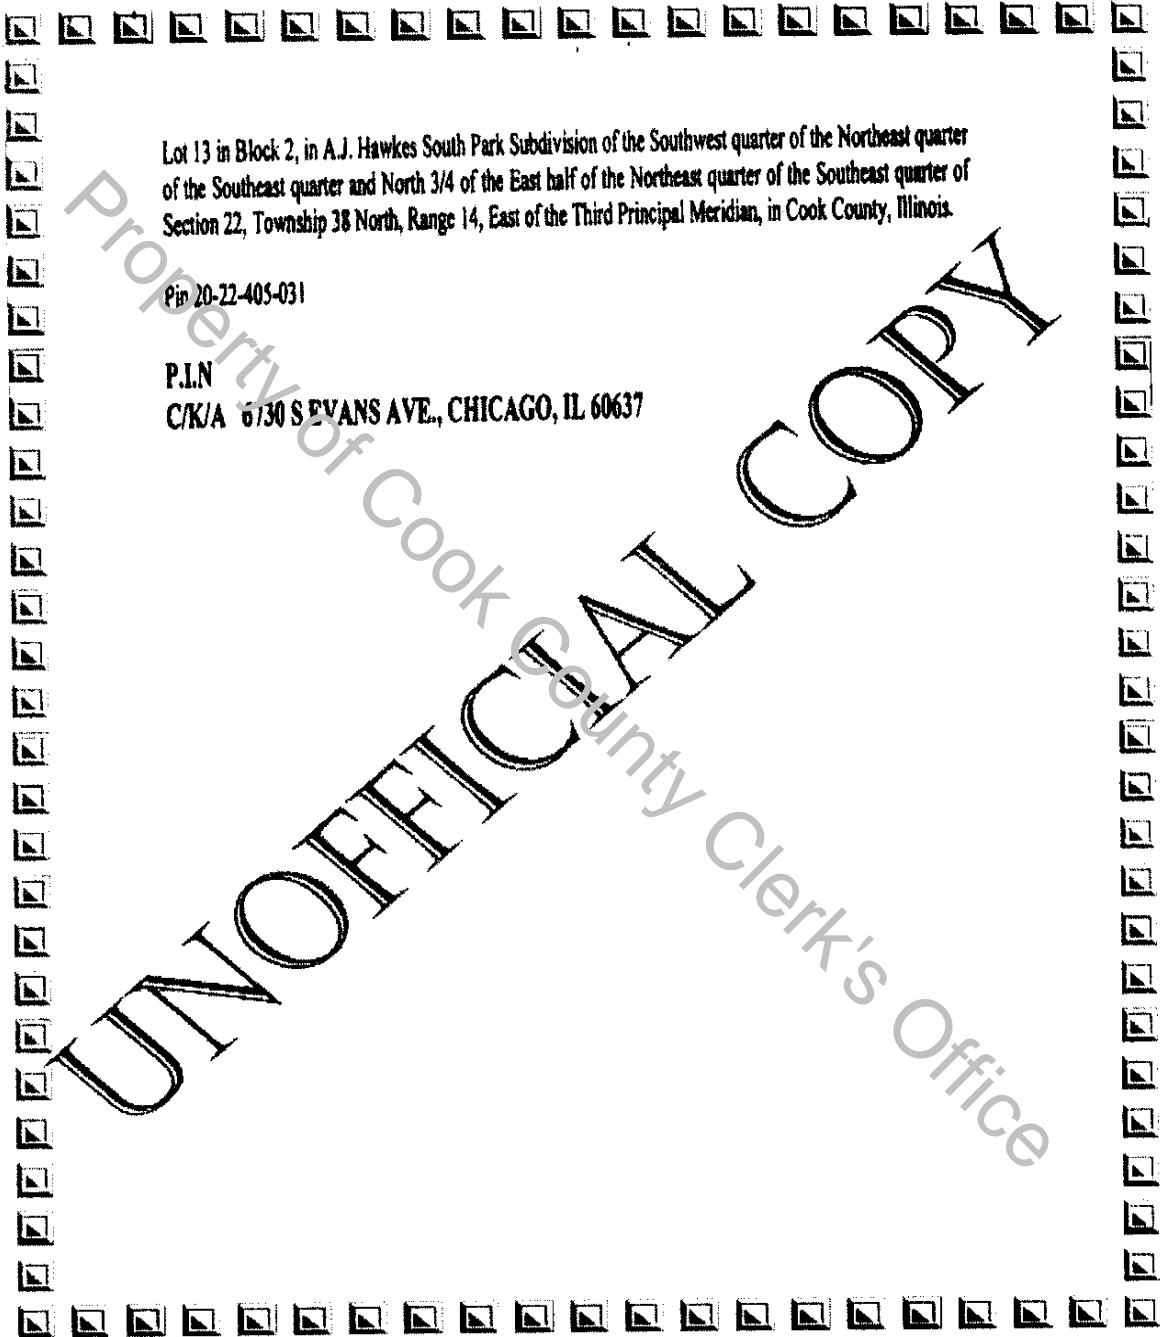 Lot 13 in Block 2, in A.J. Hawkes South Park Subdivision of the Southwest quarter of the Northeast quarter
of the Southeast quarter and North 3/4 of the East half of the Northeast quarter of the Southeast quarter of
Section 22, Township 38 North, Range 14, East of the Third Principal Meridian, in Cook County, Illinois.
Pin 20-22-405-031
P.I.N
C/K/A 6730 S EVANS AVE., CHICAGO, IL 60637
Property of Cook County Clerk's Office
UNOFFICIAL COPY